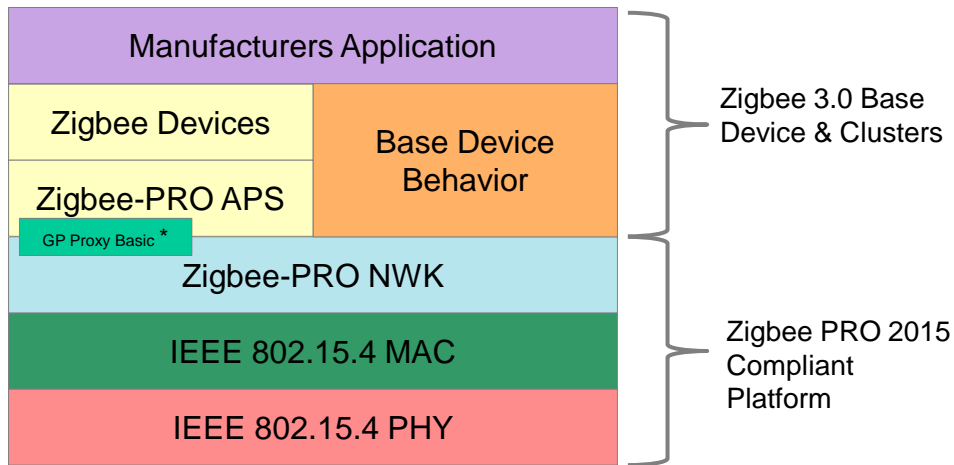 Manufacturers Application
Zigbee Devices
Base Device
Behavior
Zigbee-PRO APS
GP Proxy Basic *
Zigbee-PRO NWK
IEEE 802.15.4 MAC
IEEE 802.15.4 PHY
Zigbee 3.0 Base
Device & Clusters
Zigbee PRO 2015
Compliant
Platform